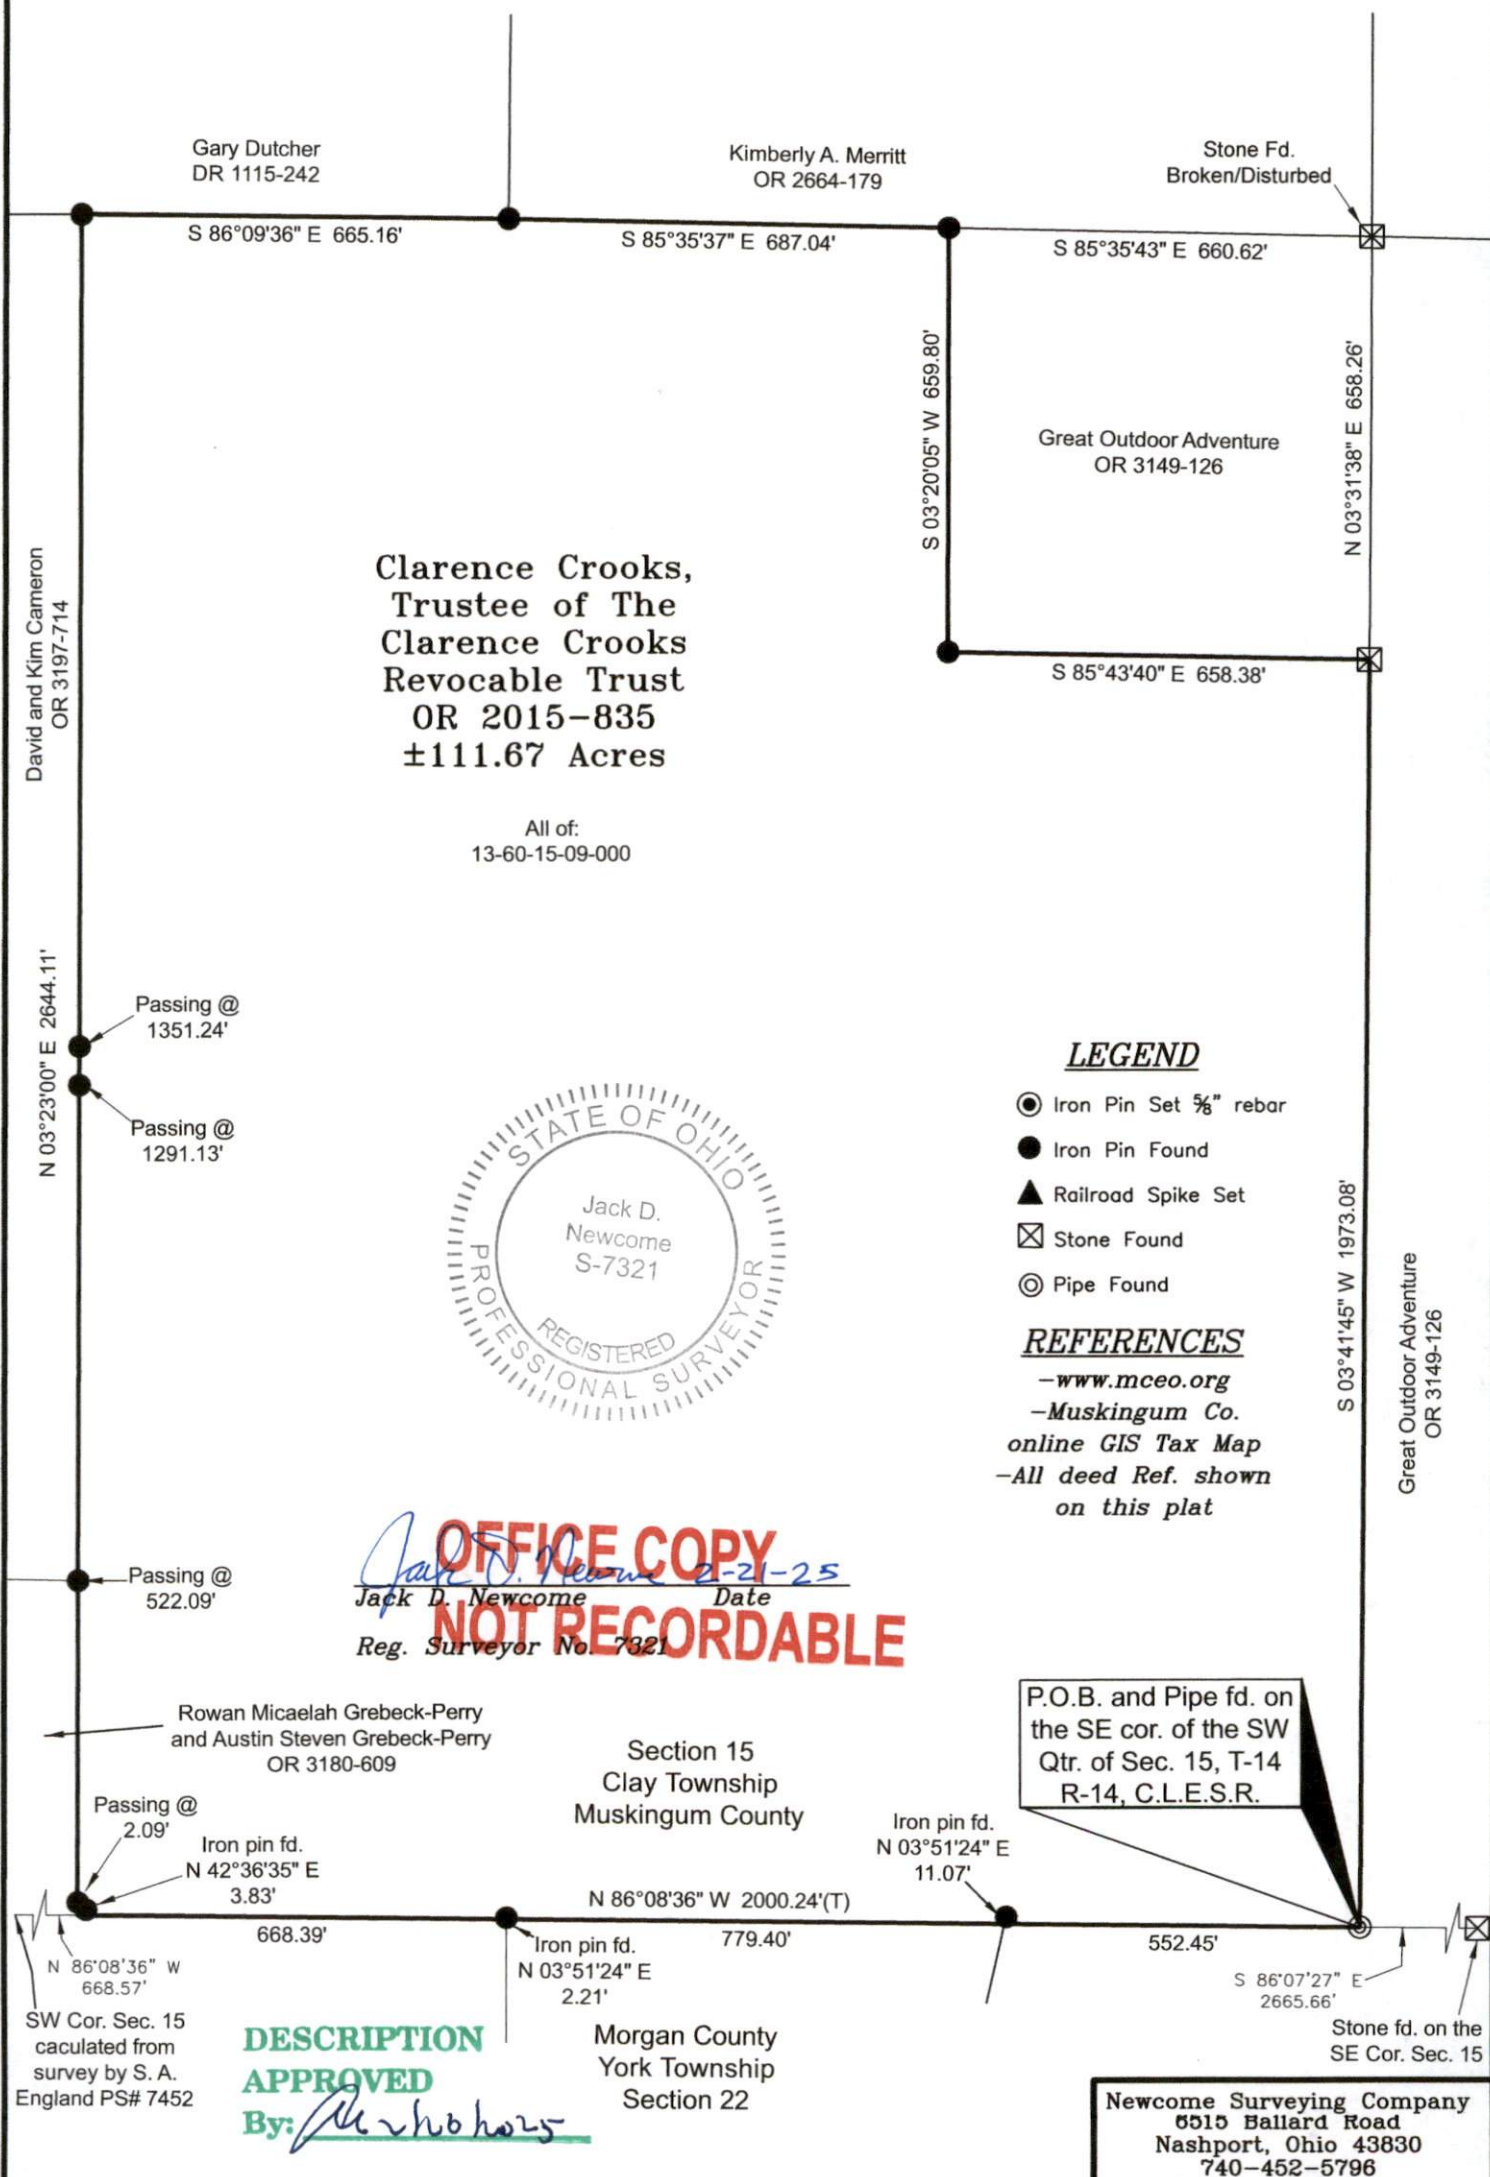 Gary Dutcher
DR 1115-242
Kimberly A. Merritt
OR 2664-179
Stone Fd.
Broken/Disturbed
S 86°09'36" E 665.16'
S 85°35'37" E 687.04'
S 85°35'43" E 660.62'
S 03°20'05" W 659.80'
N 03°31'38" E 658.26'
Great Outdoor Adventure
OR 3149-126
S 85°43'40" E 658.38'
David and Kim Cameron
OR 3197-714
Clarence Crooks,
Trustee of The
Clarence Crooks
Revocable Trust
OR 2015-835
±111.67 Acres
All of:
13-60-15-09-000
N 03°23'00" E 2644.11'
Passing @
1351.24'
Passing @
1291.13'
LEGEND
Iron Pin Set ⅝" rebar
Iron Pin Found
Railroad Spike Set
Stone Found
Pipe Found
STATE OF OHIO
Jack D.
Newcome
S-7321
REGISTERED
PROFESSIONAL SURVEYOR
REFERENCES
-www.mceo.org
-Muskingum Co.
online GIS Tax Map
-All deed Ref. shown
on this plat
S 03°41'45" W 1973.08'
Great Outdoor Adventure
OR 3149-126
OFFICE COPY
NOT RECORDABLE
Jack D. Newcome 2-21-25
Jack D. Newcome Date
Reg. Surveyor No. 7321
Passing @
522.09'
Rowan Micaelah Grebeck-Perry
and Austin Steven Grebeck-Perry
OR 3180-609
Section 15
Clay Township
Muskingum County
P.O.B. and Pipe fd. on
the SE cor. of the SW
Qtr. of Sec. 15, T-14
R-14, C.L.E.S.R.
Passing @
2.09'
Iron pin fd.
N 42°36'35" E
3.83'
Iron pin fd.
N 03°51'24" E
11.07'
N 86°08'36" W 2000.24'(T)
668.39'
779.40'
552.45'
Iron pin fd.
N 03°51'24" E
2.21'
N 86°08'36" W
668.57'
S 86°07'27" E
2665.66'
SW Cor. Sec. 15
caculated from
survey by S. A.
England PS# 7452
Stone fd. on the
SE Cor. Sec. 15
DESCRIPTION
APPROVED
By:
Morgan County
York Township
Section 22
Newcome Surveying Company
6515 Ballard Road
Nashport, Ohio 43830
740-452-5796